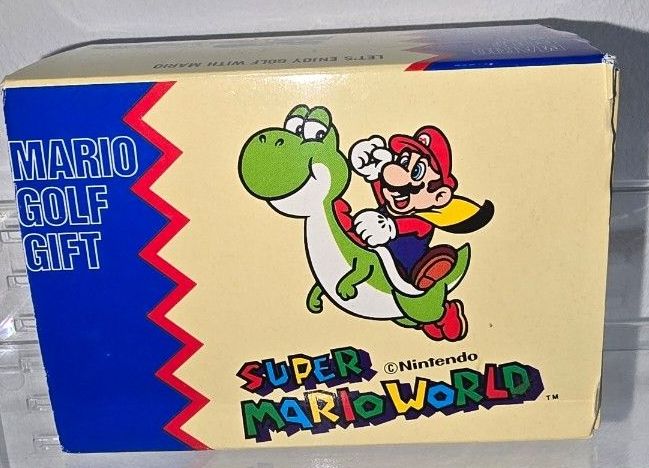 LET'S ENJOY GOLF WITH MARIO
MARIO
GOLF
GIFT
SUPER
©Nintendo
MARIO WORLD
TM